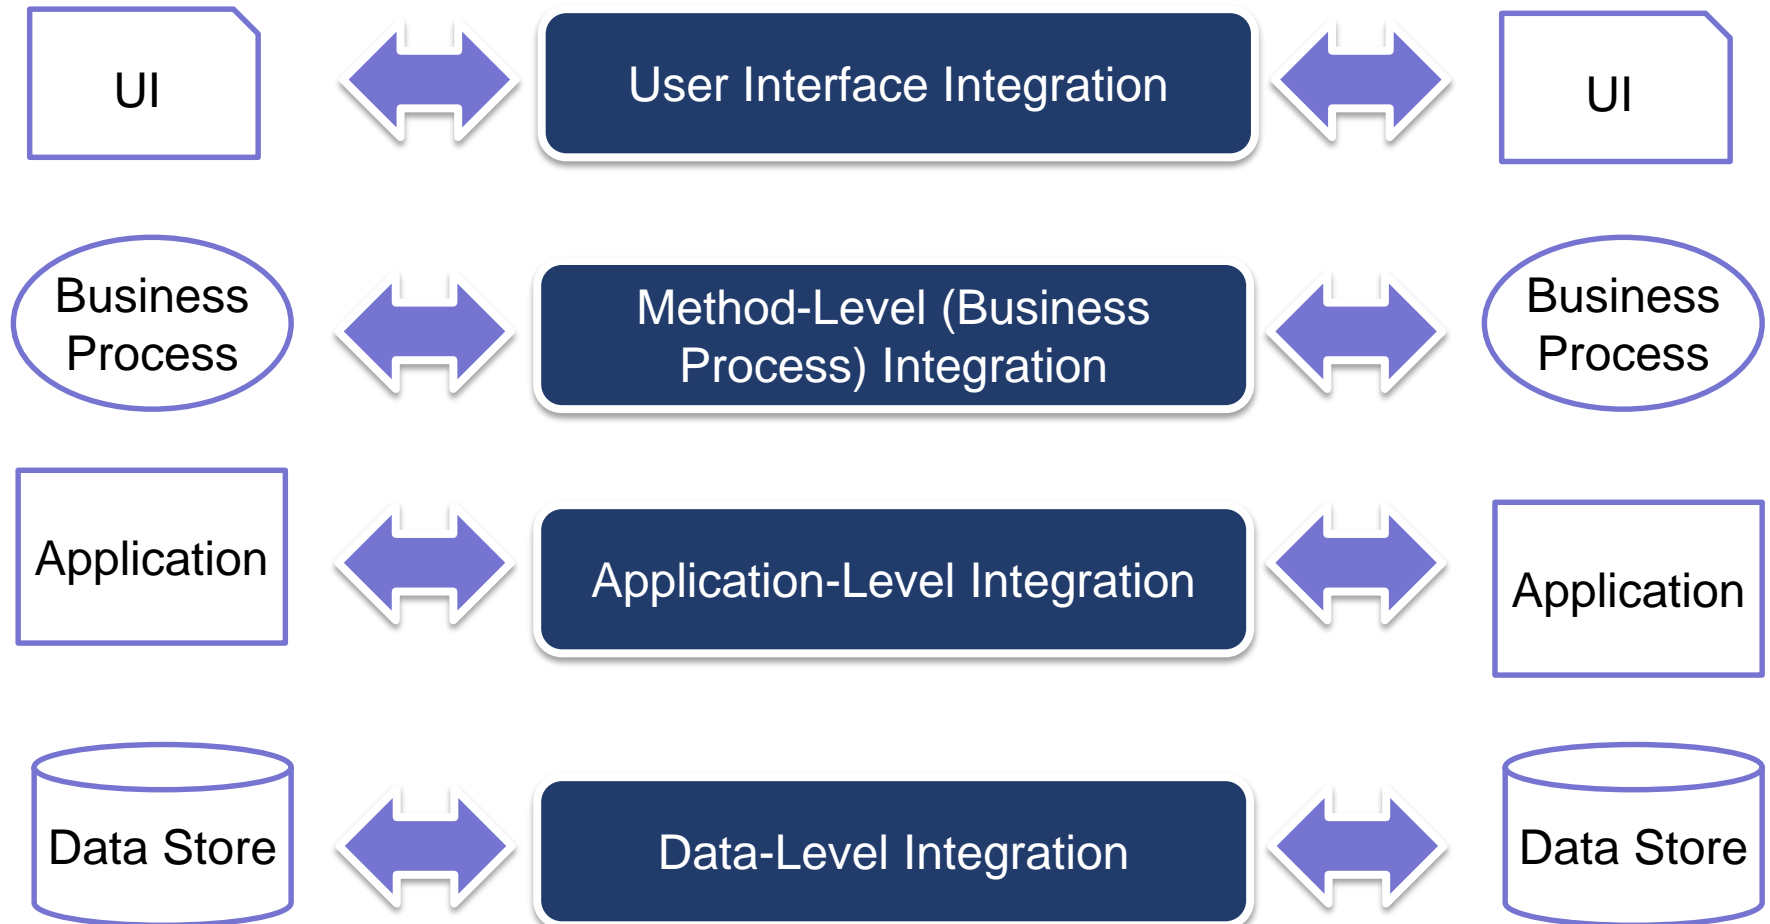 UI
User Interface Integration
UI
Business
Process
Method-Level (Business
Process) Integration
Business
Process
Application
Application-Level Integration
Application
Data Store
Data-Level Integration
Data Store